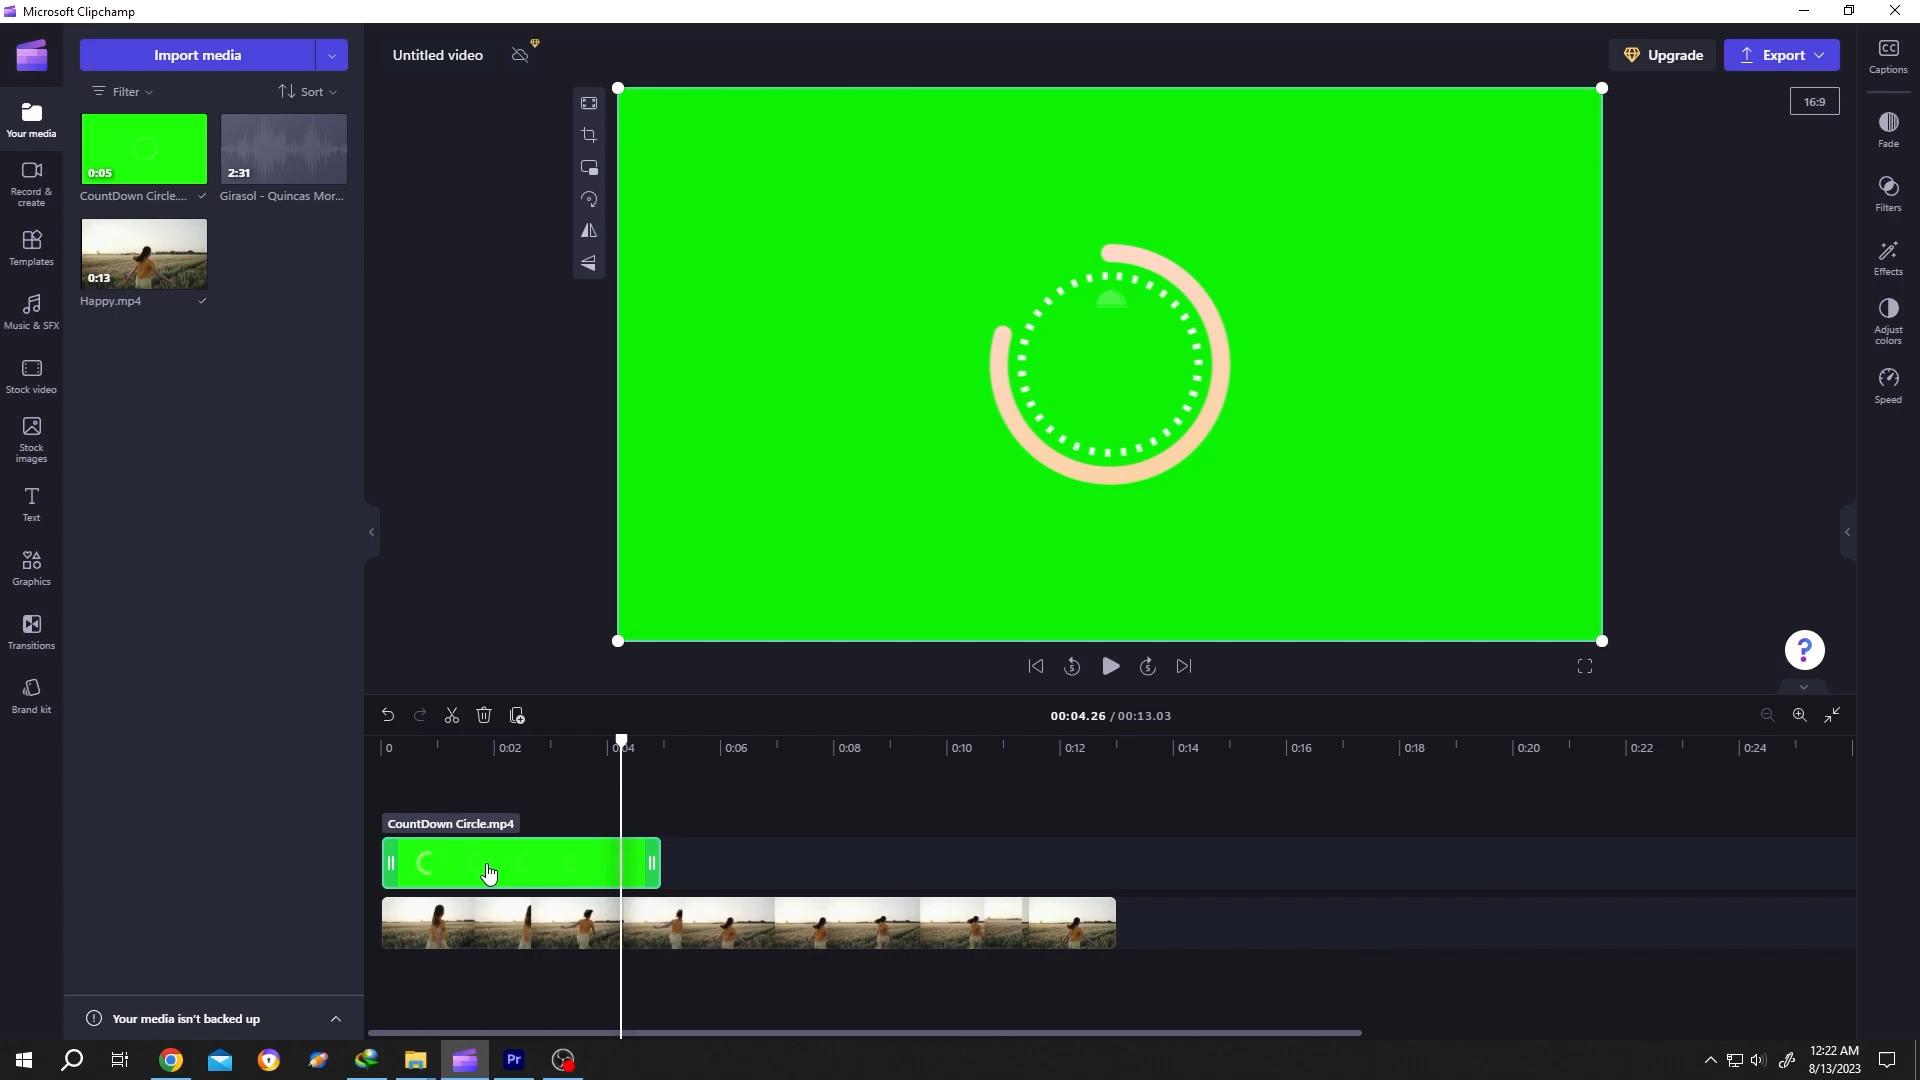 Microsoft Clipchamp
Import media
Untitled video
Upgrade
Export
Captions
Filter
Sort
16:9
Your media
0:05
2:31
CountDown Circle....
Girasol - Quincas Mor...
Fade
Record &
create
Filters
Templates
0:13
Happy.mp4
Effects
Music & SFX
Adjust
colors
Stock video
Speed
Stock
images
Text
Graphics
Transitions
5
5
?
Brand kit
00:04.26 / 00:13.03
0
0:02
0:04
0:06
0:08
0:10
0:12
0:14
0:16
0:18
0:20
0:22
0:24
CountDown Circle.mp4
Your media isn't backed up
Pr
12:22 AM
8/13/2023